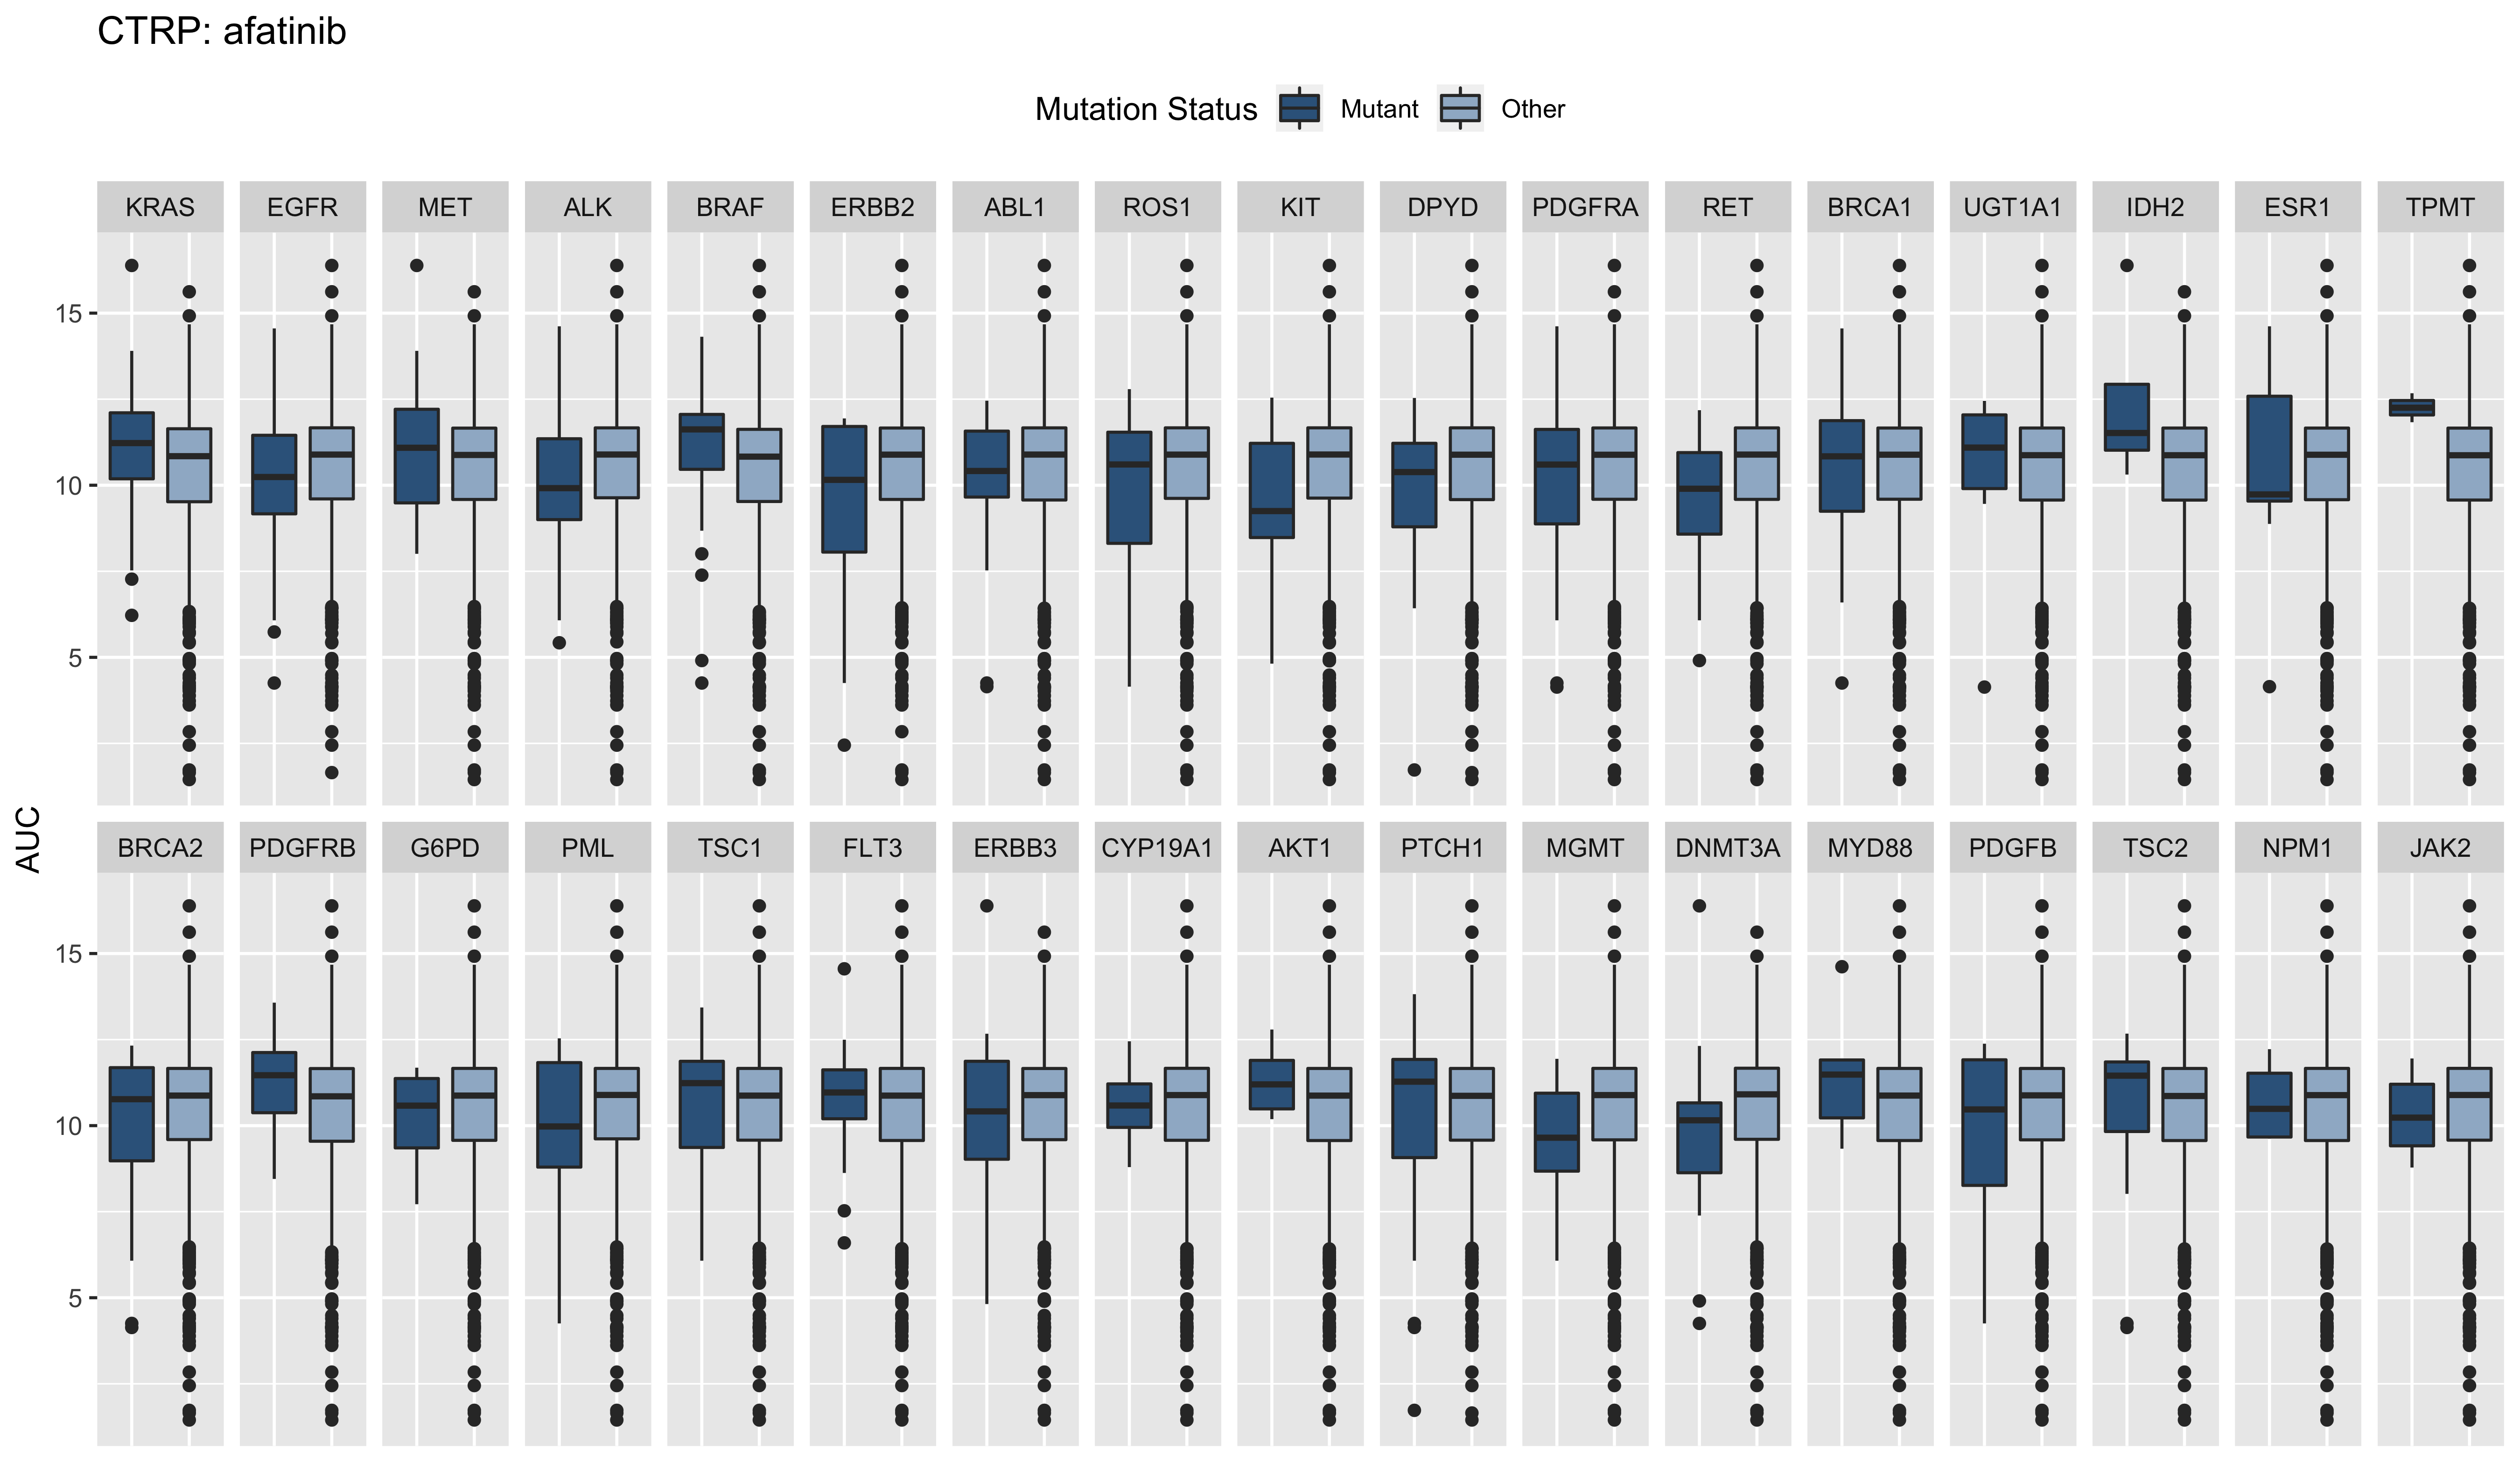 CTRP: afatinib
Mutation Status Mutant Other
KRAS EGFR MET ALK BRAF ERBB2 ABL1 ROS1 KIT DPYD PDGFRA RET BRCA1 UGT1A1 IDH2 ESR1 TPMT
15
10
5
AUC
BRCA2 PDGFRB G6PD PML TSC1 FLT3 ERBB3 CYP19A1 AKT1 PTCH1 MGMT DNMT3A MYD88 PDGFB TSC2 NPM1 JAK2
15
10
5